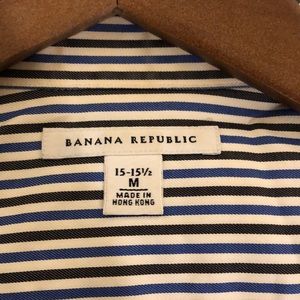 BANANA REPUBLIC
15-15½
M
MADE IN
HONG KONG